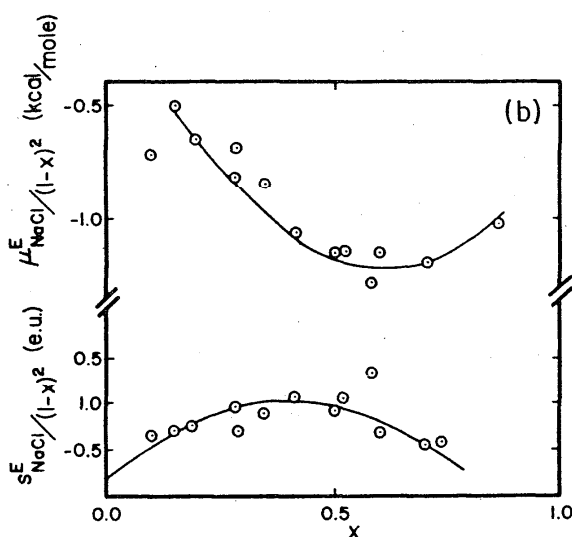 (b)
μ^E_NaCl/(1-x)^2 (kcal/mole)
-0.5
-1.0
s^E_NaCl/(1-x)^2 (e.u.)
0.5
1.0
-0.5
0.0
0.5
1.0
x